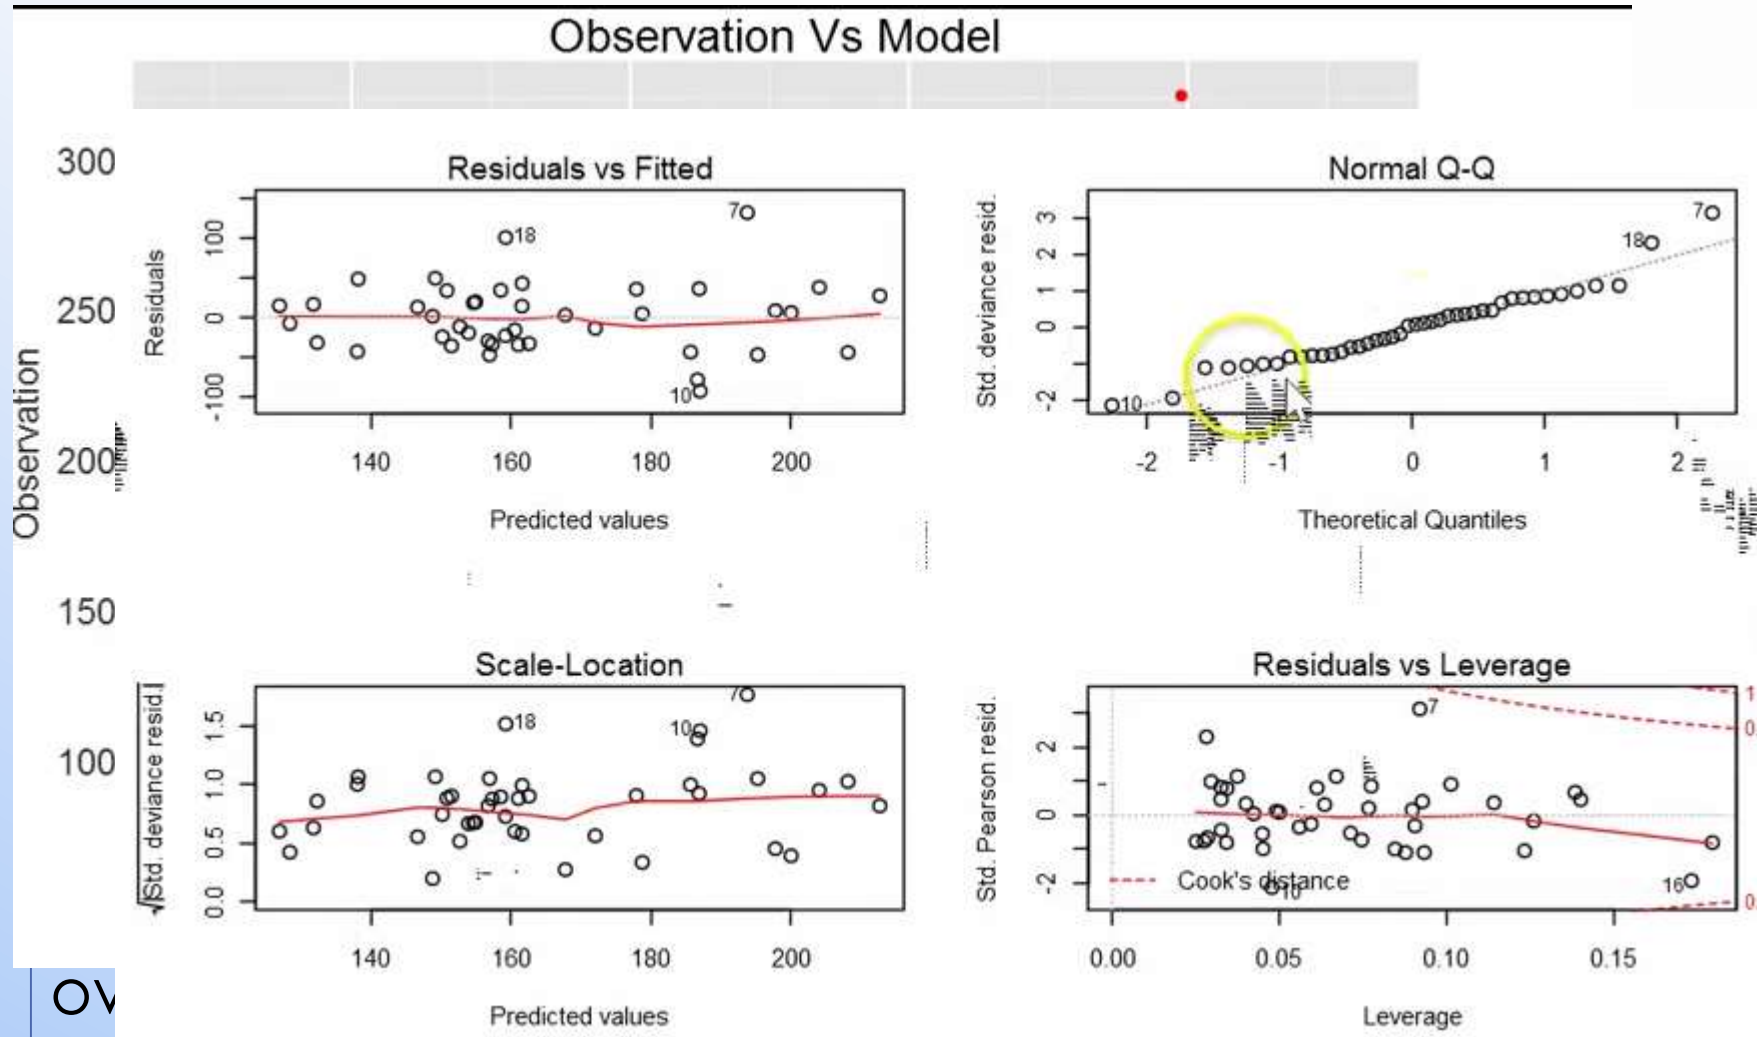 Observation Vs Model
Observation
300
250
200
150
100
Residuals vs Fitted
Residuals
100
0
-100
7
18
10
140 160 180 200
Predicted values
Normal Q-Q
Std. deviance resid.
3
2
1
0
-2
7
18
10
-2 -1 0 1 2
Theoretical Quantiles
Scale-Location
√|Std. deviance resid.|
1.5
1.0
0.5
0.0
7
18
10
140 160 180 200
Predicted values
Residuals vs Leverage
Std. Pearson resid.
2
0
-2
7
1
0.
Cook's distance
10
16
0.
0.00 0.05 0.10 0.15
Leverage
OV